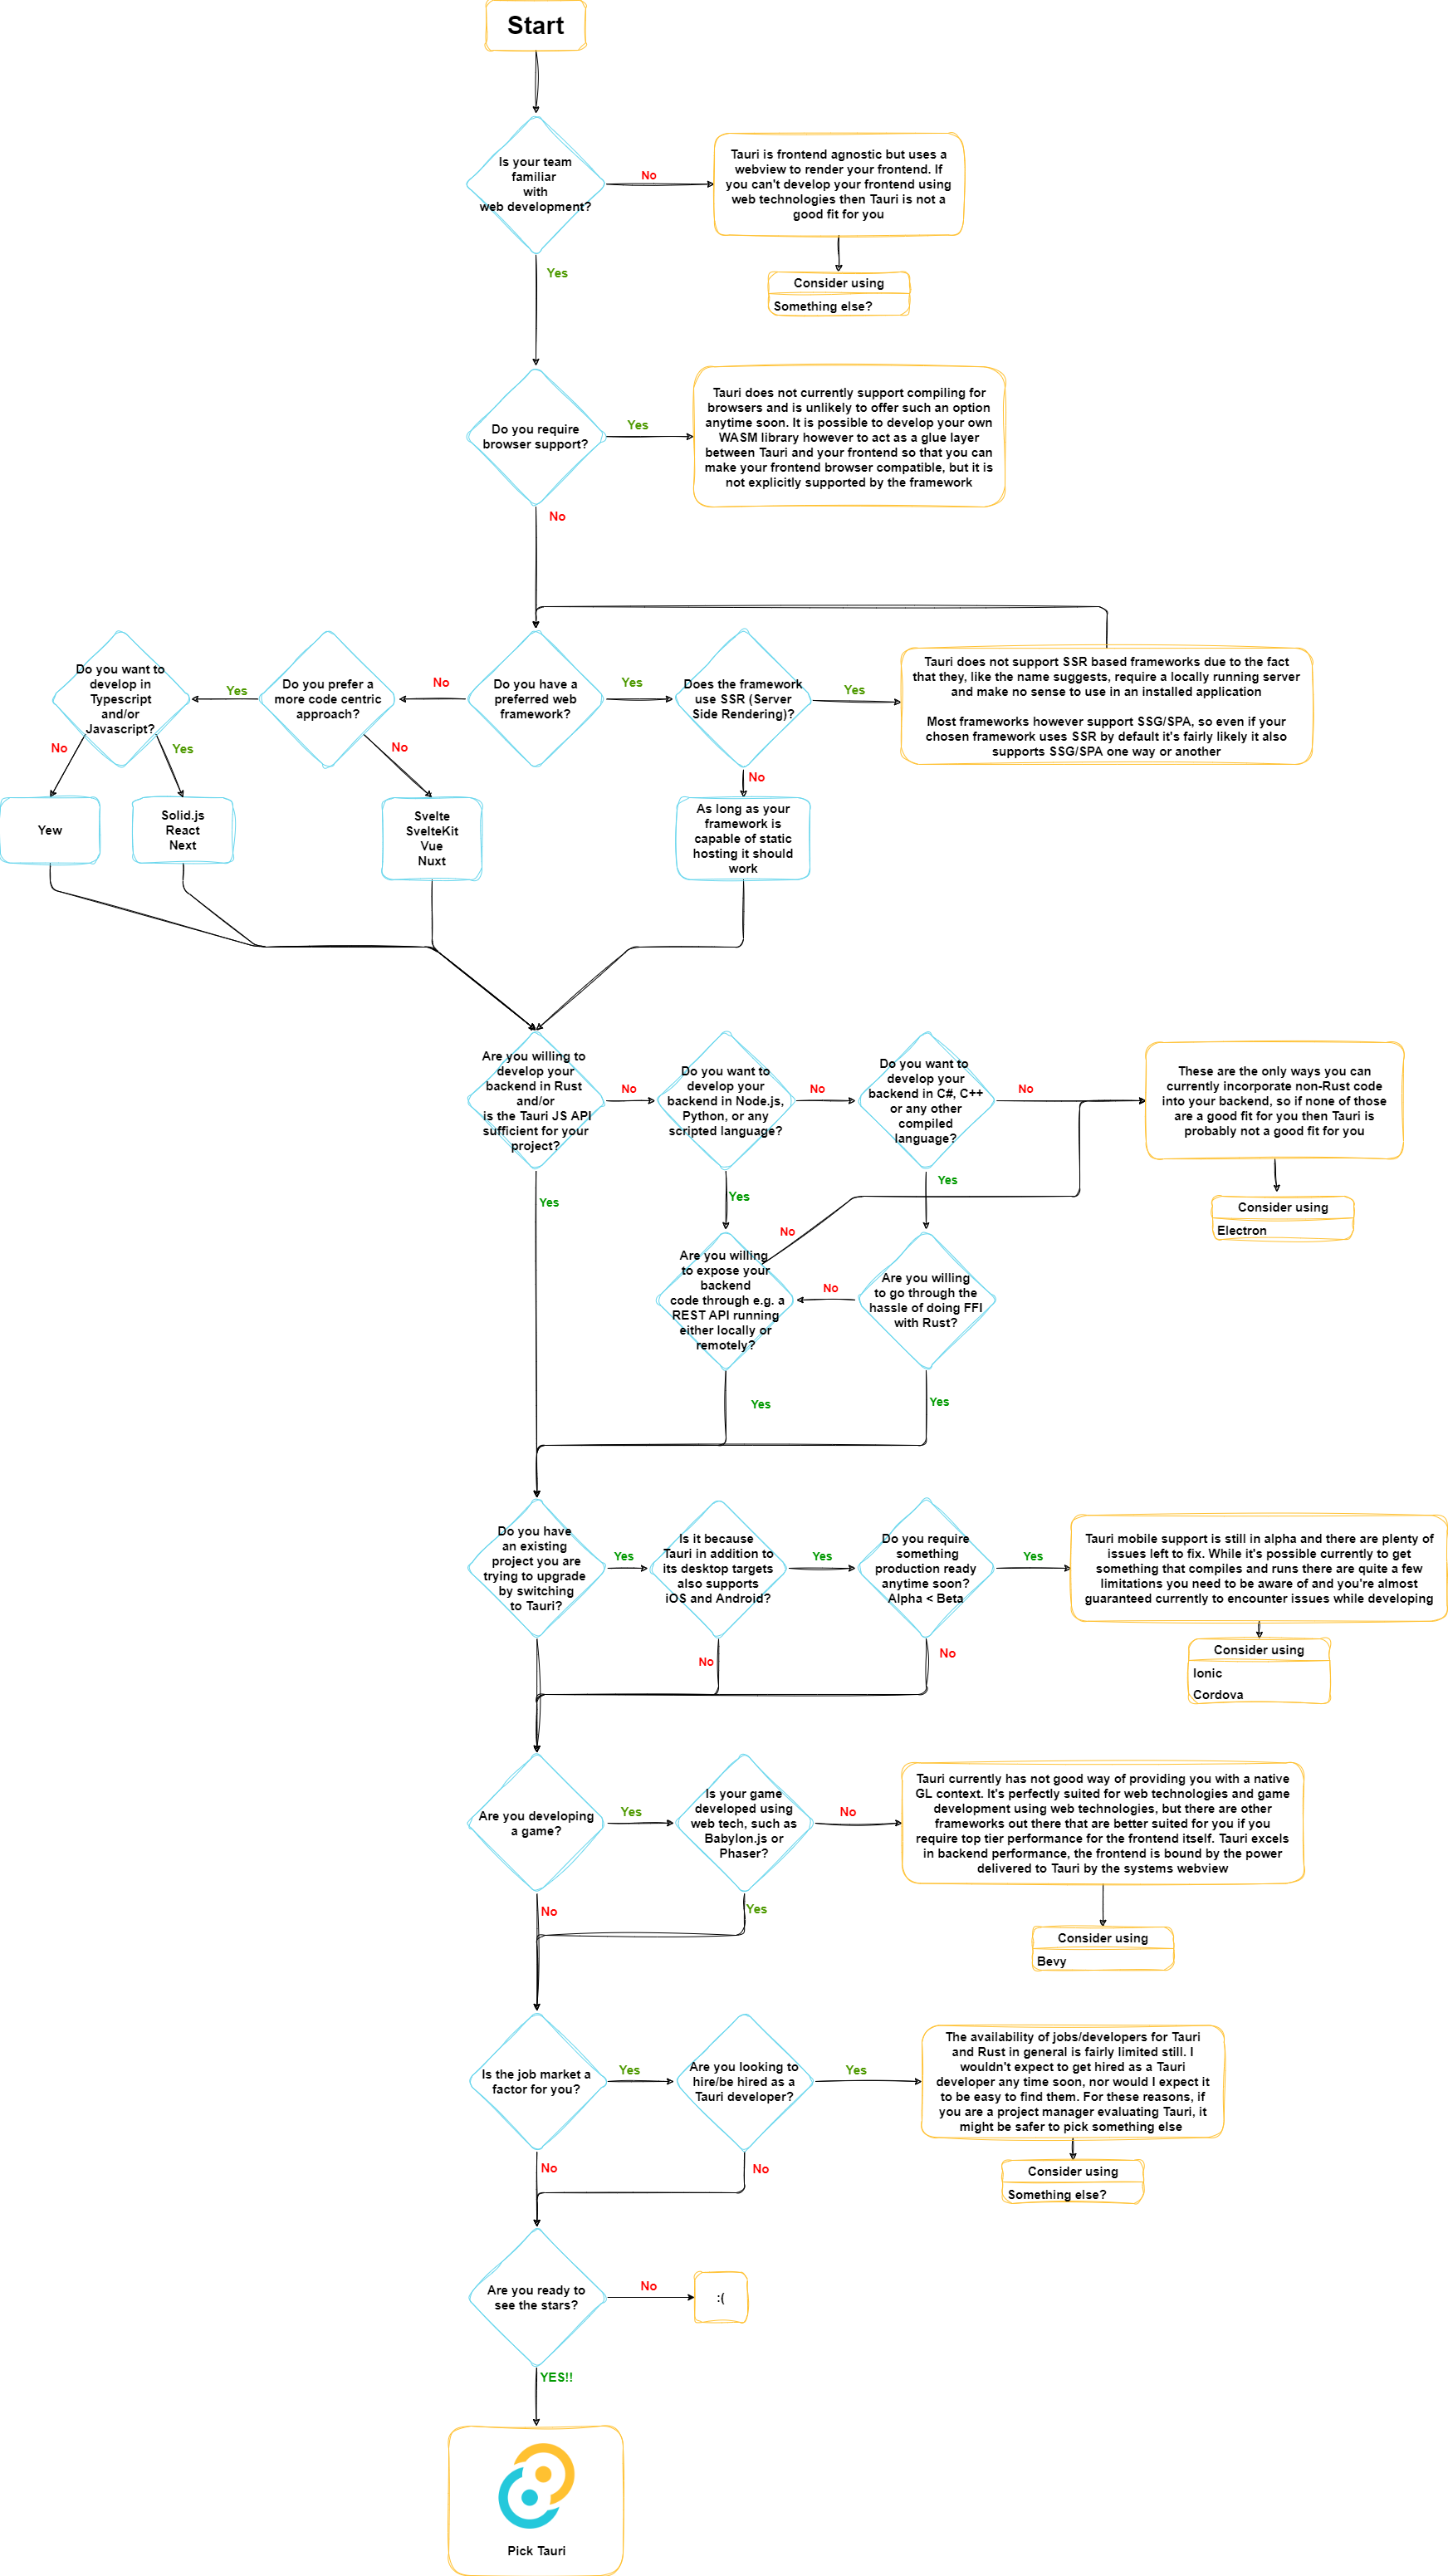 Start
Is your team
familiar
with
web development?
No
Tauri is frontend agnostic but uses a
webview to render your frontend. If
you can't develop your frontend using
web technologies then Tauri is not a
good fit for you
Yes
Consider using
Something else?
Do you require
browser support?
Yes
Tauri does not currently support compiling for
browsers and is unlikely to offer such an option
anytime soon. It is possible to develop your own
WASM library however to act as a glue layer
between Tauri and your frontend so that you can
make your frontend browser compatible, but it is
not explicitly supported by the framework
No
Do you want to
develop in
Typescript
and/or
Javascript?
Yes
Do you prefer a
more code centric
approach?
No
Do you have a
preferred web
framework?
Yes
Does the framework
use SSR (Server
Side Rendering)?
Yes
Tauri does not support SSR based frameworks due to the fact
that they, like the name suggests, require a locally running server
and make no sense to use in an installed application
Most frameworks however support SSG/SPA, so even if your
chosen framework uses SSR by default it's fairly likely it also
supports SSG/SPA one way or another
No
Yes
No
No
Yew
Solid.js
React
Next
Svelte
SvelteKit
Vue
Nuxt
As long as your
framework is
capable of static
hosting it should
work
Are you willing to
develop your
backend in Rust
and/or
is the Tauri JS API
sufficient for your
project?
No
Do you want to
develop your
backend in Node.js,
Python, or any
scripted language?
No
Do you want to
develop your
backend in C#, C++
or any other
compiled
language?
No
These are the only ways you can
currently incorporate non-Rust code
into your backend, so if none of those
are a good fit for you then Tauri is
probably not a good fit for you
Yes
Yes
Yes
Consider using
Electron
No
Are you willing
to expose your
backend
code through e.g. a
REST API running
either locally or
remotely?
No
Are you willing
to go through the
hassle of doing FFI
with Rust?
Yes
Yes
Do you have
an existing
project you are
trying to upgrade
by switching
to Tauri?
Yes
Is it because
Tauri in addition to
its desktop targets
also supports
iOS and Android?
Yes
Do you require
something
production ready
anytime soon?
Alpha < Beta
Yes
Tauri mobile support is still in alpha and there are plenty of
issues left to fix. While it's possible currently to get
something that compiles and runs there are quite a few
limitations you need to be aware of and you're almost
guaranteed currently to encounter issues while developing
No
No
Consider using
Ionic
Cordova
Are you developing
a game?
Yes
Is your game
developed using
web tech, such as
Babylon.js or
Phaser?
No
Tauri currently has not good way of providing you with a native
GL context. It's perfectly suited for web technologies and game
development using web technologies, but there are other
frameworks out there that are better suited for you if you
require top tier performance for the frontend itself. Tauri excels
in backend performance, the frontend is bound by the power
delivered to Tauri by the systems webview
No
Yes
Consider using
Bevy
Is the job market a
factor for you?
Yes
Are you looking to
hire/be hired as a
Tauri developer?
Yes
The availability of jobs/developers for Tauri
and Rust in general is fairly limited still. I
wouldn't expect to get hired as a Tauri
developer any time soon, nor would I expect it
to be easy to find them. For these reasons, if
you are a project manager evaluating Tauri, it
might be safer to pick something else
No
No
Consider using
Something else?
Are you ready to
see the stars?
No
:(
YES!!
Pick Tauri